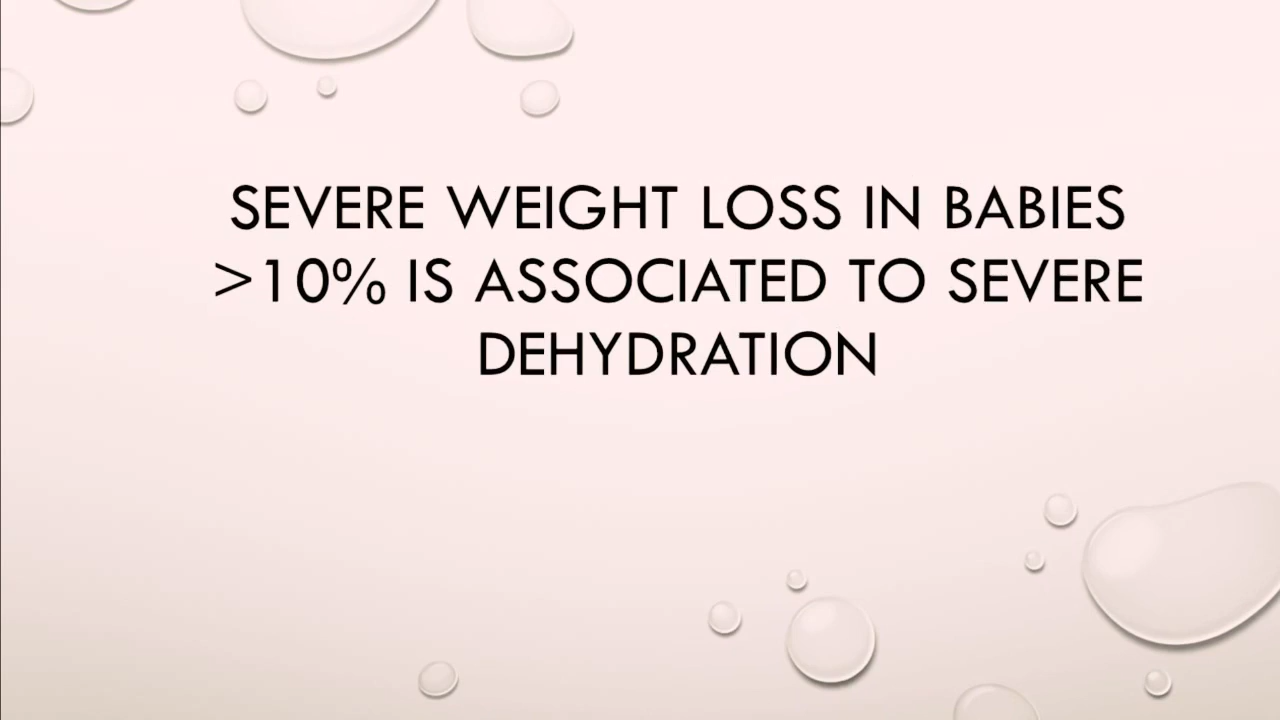 SEVERE WEIGHT LOSS IN BABIES
>10% IS ASSOCIATED TO SEVERE
DEHYDRATION